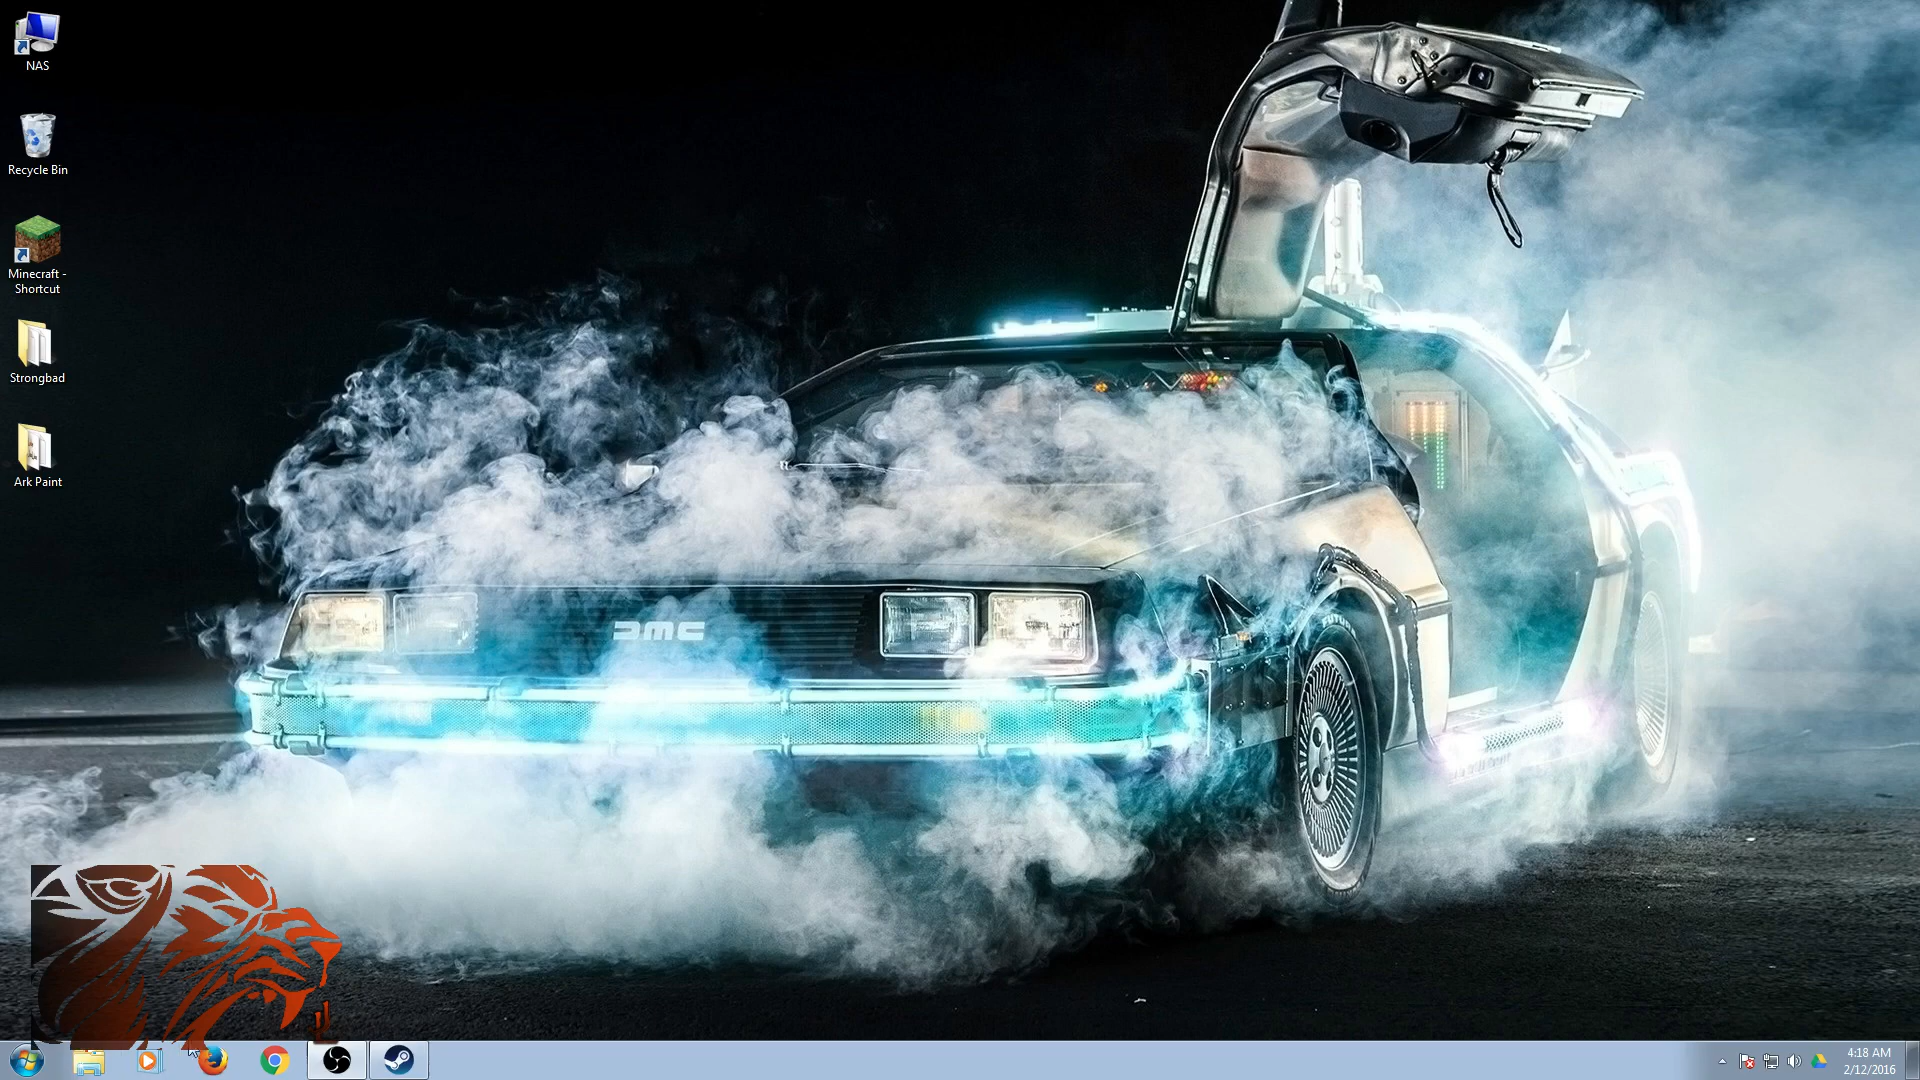 NAS
Recycle Bin
Minecraft -
Shortcut
Strongbad
Ark Paint
DMC
4:18 AM
2/12/2016